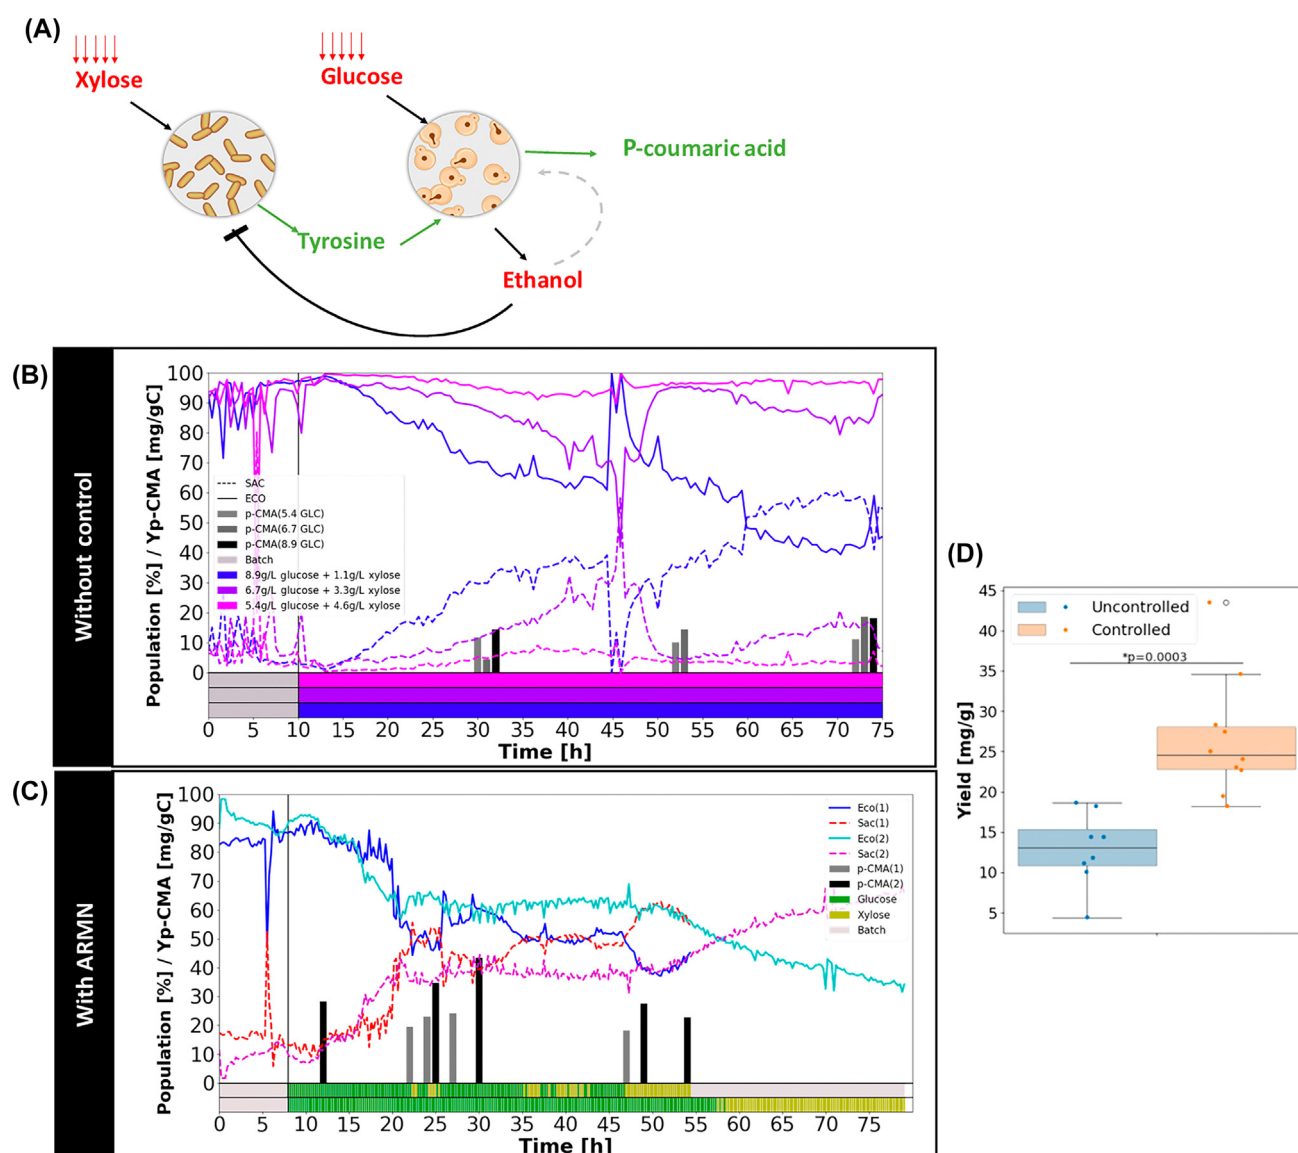 (A)
Xylose
Glucose
P-coumaric acid
Tyrosine
Ethanol
(B)
Without control
Population [%] / Yp-CMA [mg/gC]
100
90
80
70
60
50
40
30
20
10
0
SAC
ECO
p-CMA(5.4 GLC)
p-CMA(6.7 GLC)
p-CMA(8.9 GLC)
Batch
8.9g/L glucose + 1.1g/L xylose
6.7g/L glucose + 3.3g/L xylose
5.4g/L glucose + 4.6g/L xylose
0 5 10 15 20 25 30 35 40 45 50 55 60 65 70 75
Time [h]
(C)
With ARMN
Population [%] / Yp-CMA [mg/gC]
100
90
80
70
60
50
40
30
20
10
0
Eco(1)
Sac(1)
Eco(2)
Sac(2)
p-CMA(1)
p-CMA(2)
Glucose
Xylose
Batch
0 5 10 15 20 25 30 35 40 45 50 55 60 65 70 75
Time [h]
(D)
Yield [mg/g]
45
40
35
30
25
20
15
10
5
Uncontrolled
Controlled
*p=0.0003